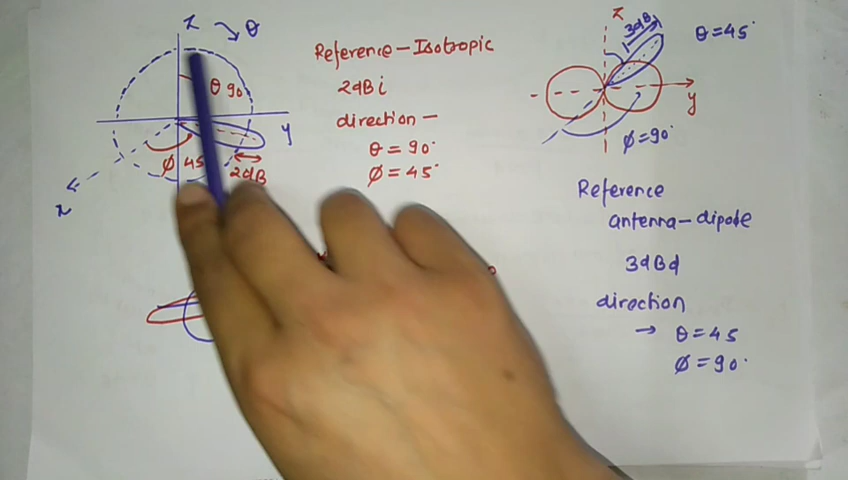 z
θ
θ 90
y
φ 45
2dB
x
Reference-Isotropic
2dBi
direction-
θ = 90°
φ = 45°
z
3dB
θ = 45°
y
φ = 90°
Reference
antenna-dipole
3dBd
direction
→ θ = 45
φ = 90°